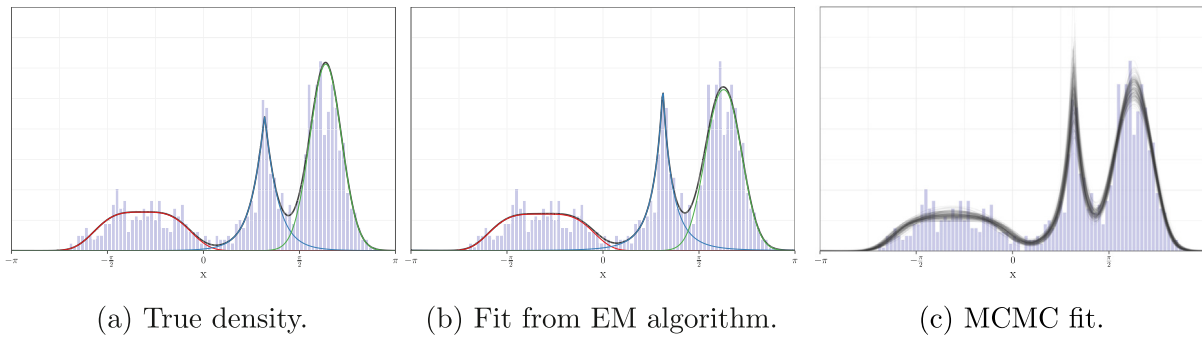 −π −π/2 0 π/2 π
x
−π −π/2 0 π/2 π
x
−π −π/2 0 π/2
x
(a) True density.
(b) Fit from EM algorithm.
(c) MCMC fit.